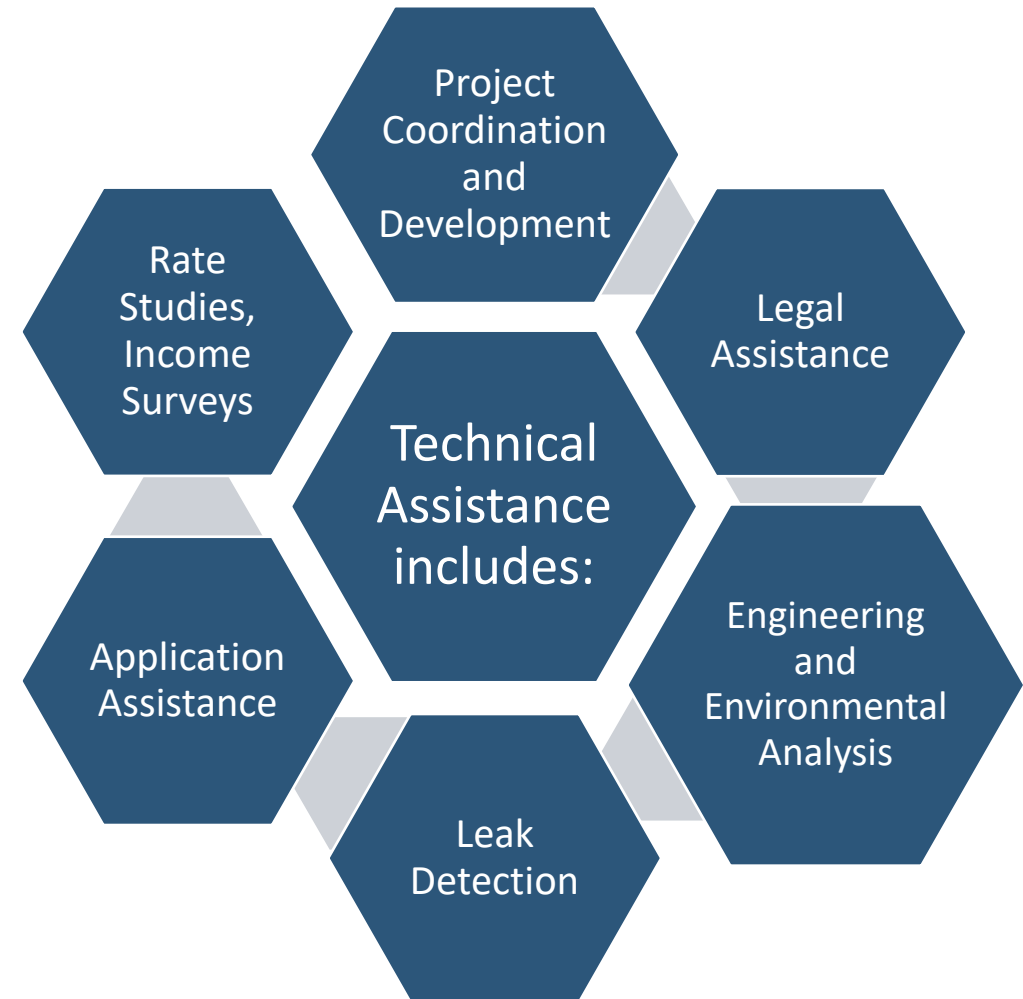 Project
Coordination
and
Development
Legal
Assistance
Engineering
and
Environmental
Analysis
Leak
Detection
Application
Assistance
Rate
Studies,
Income
Surveys
Technical
Assistance
includes: